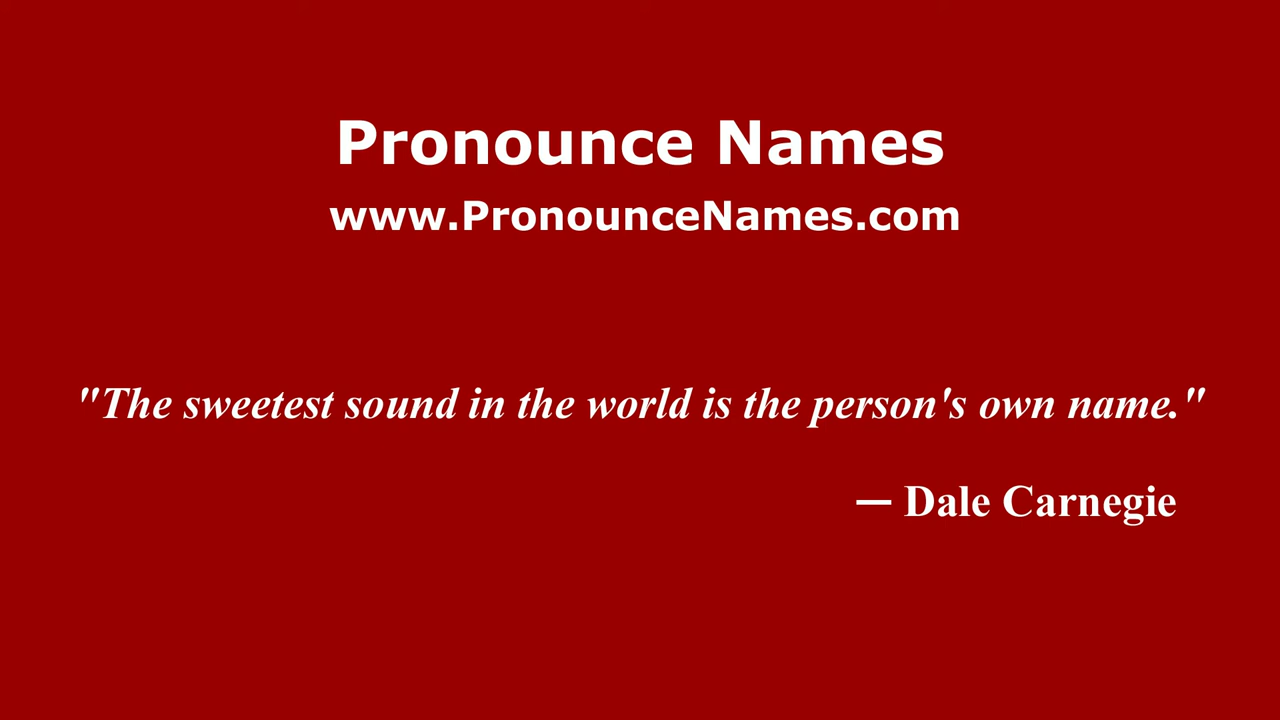 Pronounce Names
www.PronounceNames.com
"The sweetest sound in the world is the person's own name."
— Dale Carnegie